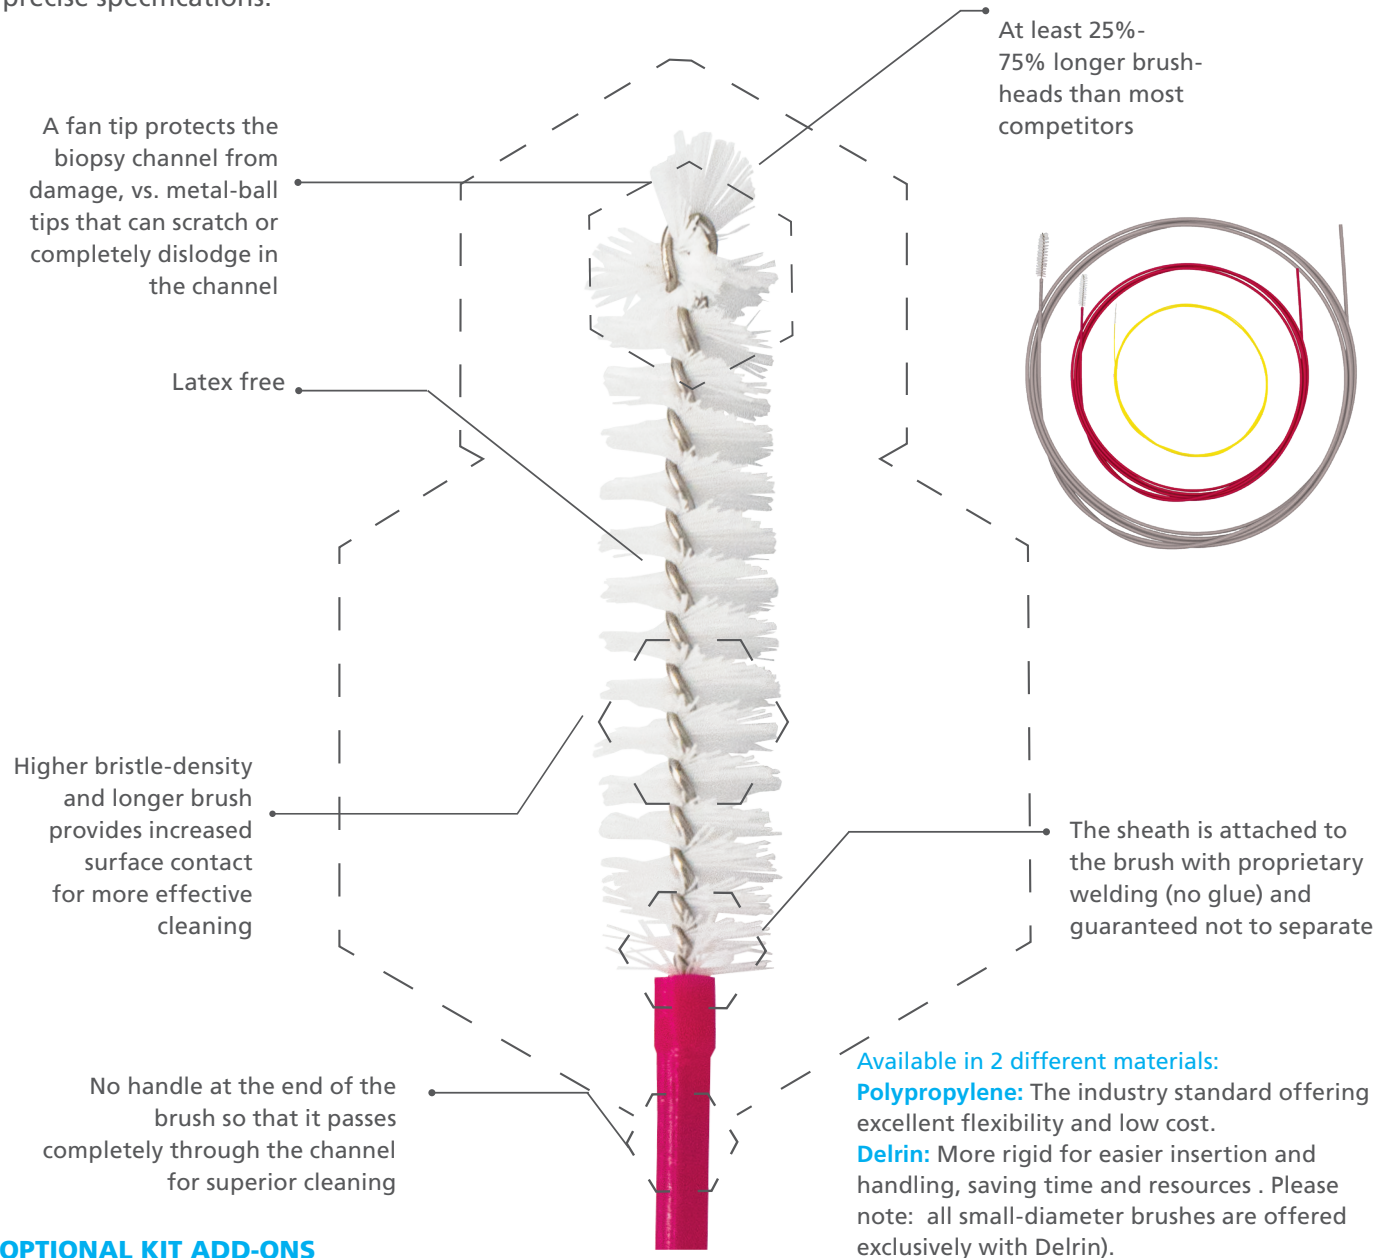 precise specifications.
At least 25%-
75% longer brush-
heads than most
competitors
A fan tip protects the
biopsy channel from
damage, vs. metal-ball
tips that can scratch or
completely dislodge in
the channel
Latex free
Higher bristle-density
and longer brush
provides increased
surface contact
for more effective
cleaning
The sheath is attached to
the brush with proprietary
welding (no glue) and
guaranteed not to separate
No handle at the end of the
brush so that it passes
completely through the channel
for superior cleaning
Available in 2 different materials:
Polypropylene: The industry standard offering
excellent flexibility and low cost.
Delrin: More rigid for easier insertion and
handling, saving time and resources . Please
note:  all small-diameter brushes are offered
exclusively with Delrin).
OPTIONAL KIT ADD-ONS